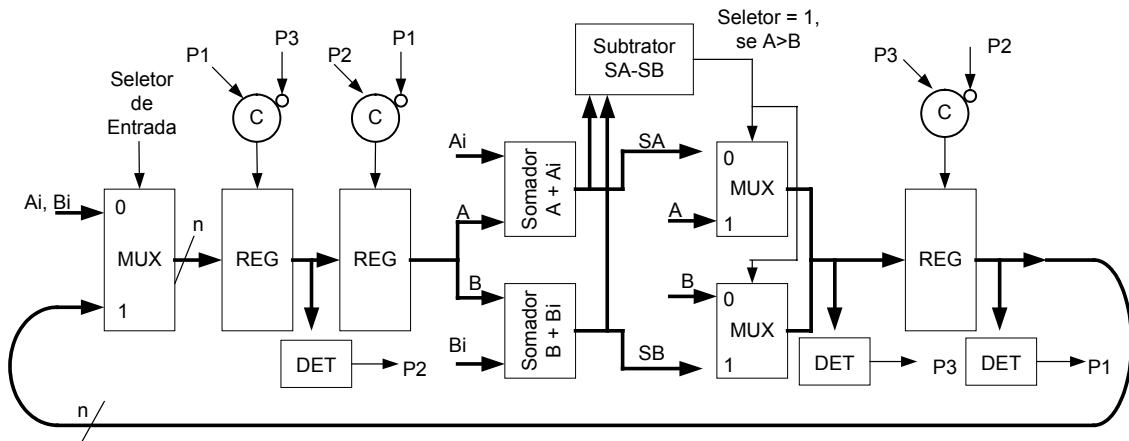 Seletor = 1,
se A>B
Subtrator
SA-SB
P1
P3
P2
P1
P3
P2
Seletor
de
Entrada
C
C
C
Ai
SA
Somador
A + Ai
0
MUX
1
Ai, Bi
0
MUX
1
n
REG
REG
A
A
REG
B
B
Somador
B + Bi
0
MUX
1
Bi
SB
DET
P2
DET
P3
DET
P1
n